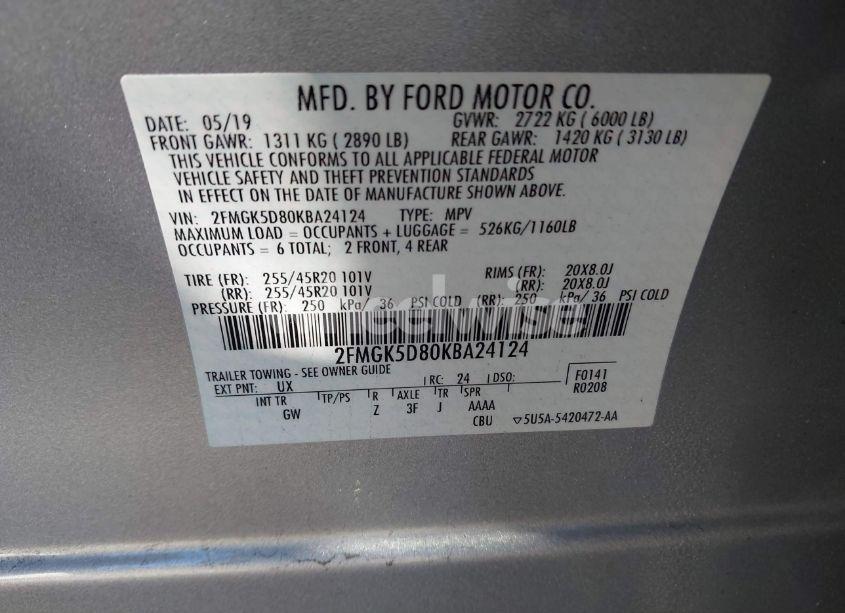 MFD. BY FORD MOTOR CO.
DATE: 05/19 GVWR: 2722 KG ( 6000 LB)
FRONT GAWR: 1311 KG ( 2890 LB) REAR GAWR: 1420 KG ( 3130 LB)
THIS VEHICLE CONFORMS TO ALL APPLICABLE FEDERAL MOTOR
VEHICLE SAFETY AND THEFT PREVENTION STANDARDS
IN EFFECT ON THE DATE OF MANUFACTURE SHOWN ABOVE.
VIN: 2FMGK5D80KBA24124 TYPE: MPV
MAXIMUM LOAD = OCCUPANTS + LUGGAGE = 526KG/1160LB
OCCUPANTS = 6 TOTAL; 2 FRONT, 4 REAR
TIRE (FR): 255/45R20 101V RIMS (FR): 20X8.0J
(RR): 255/45R20 101V (RR): 20X8.0J
PRESSURE (FR): 250 kPa/ 36 PSI COLD (RR): 250 kPa/ 36 PSI COLD
2FMGK5D80KBA24124
TRAILER TOWING - SEE OWNER GUIDE
EXT PNT: UX RC: 24 DSO: F0141
R0208
INT TR TP/PS R AXLE TR SPR
GW Z 3F J AAAA
CBU ▽5U5A-5420472-AA